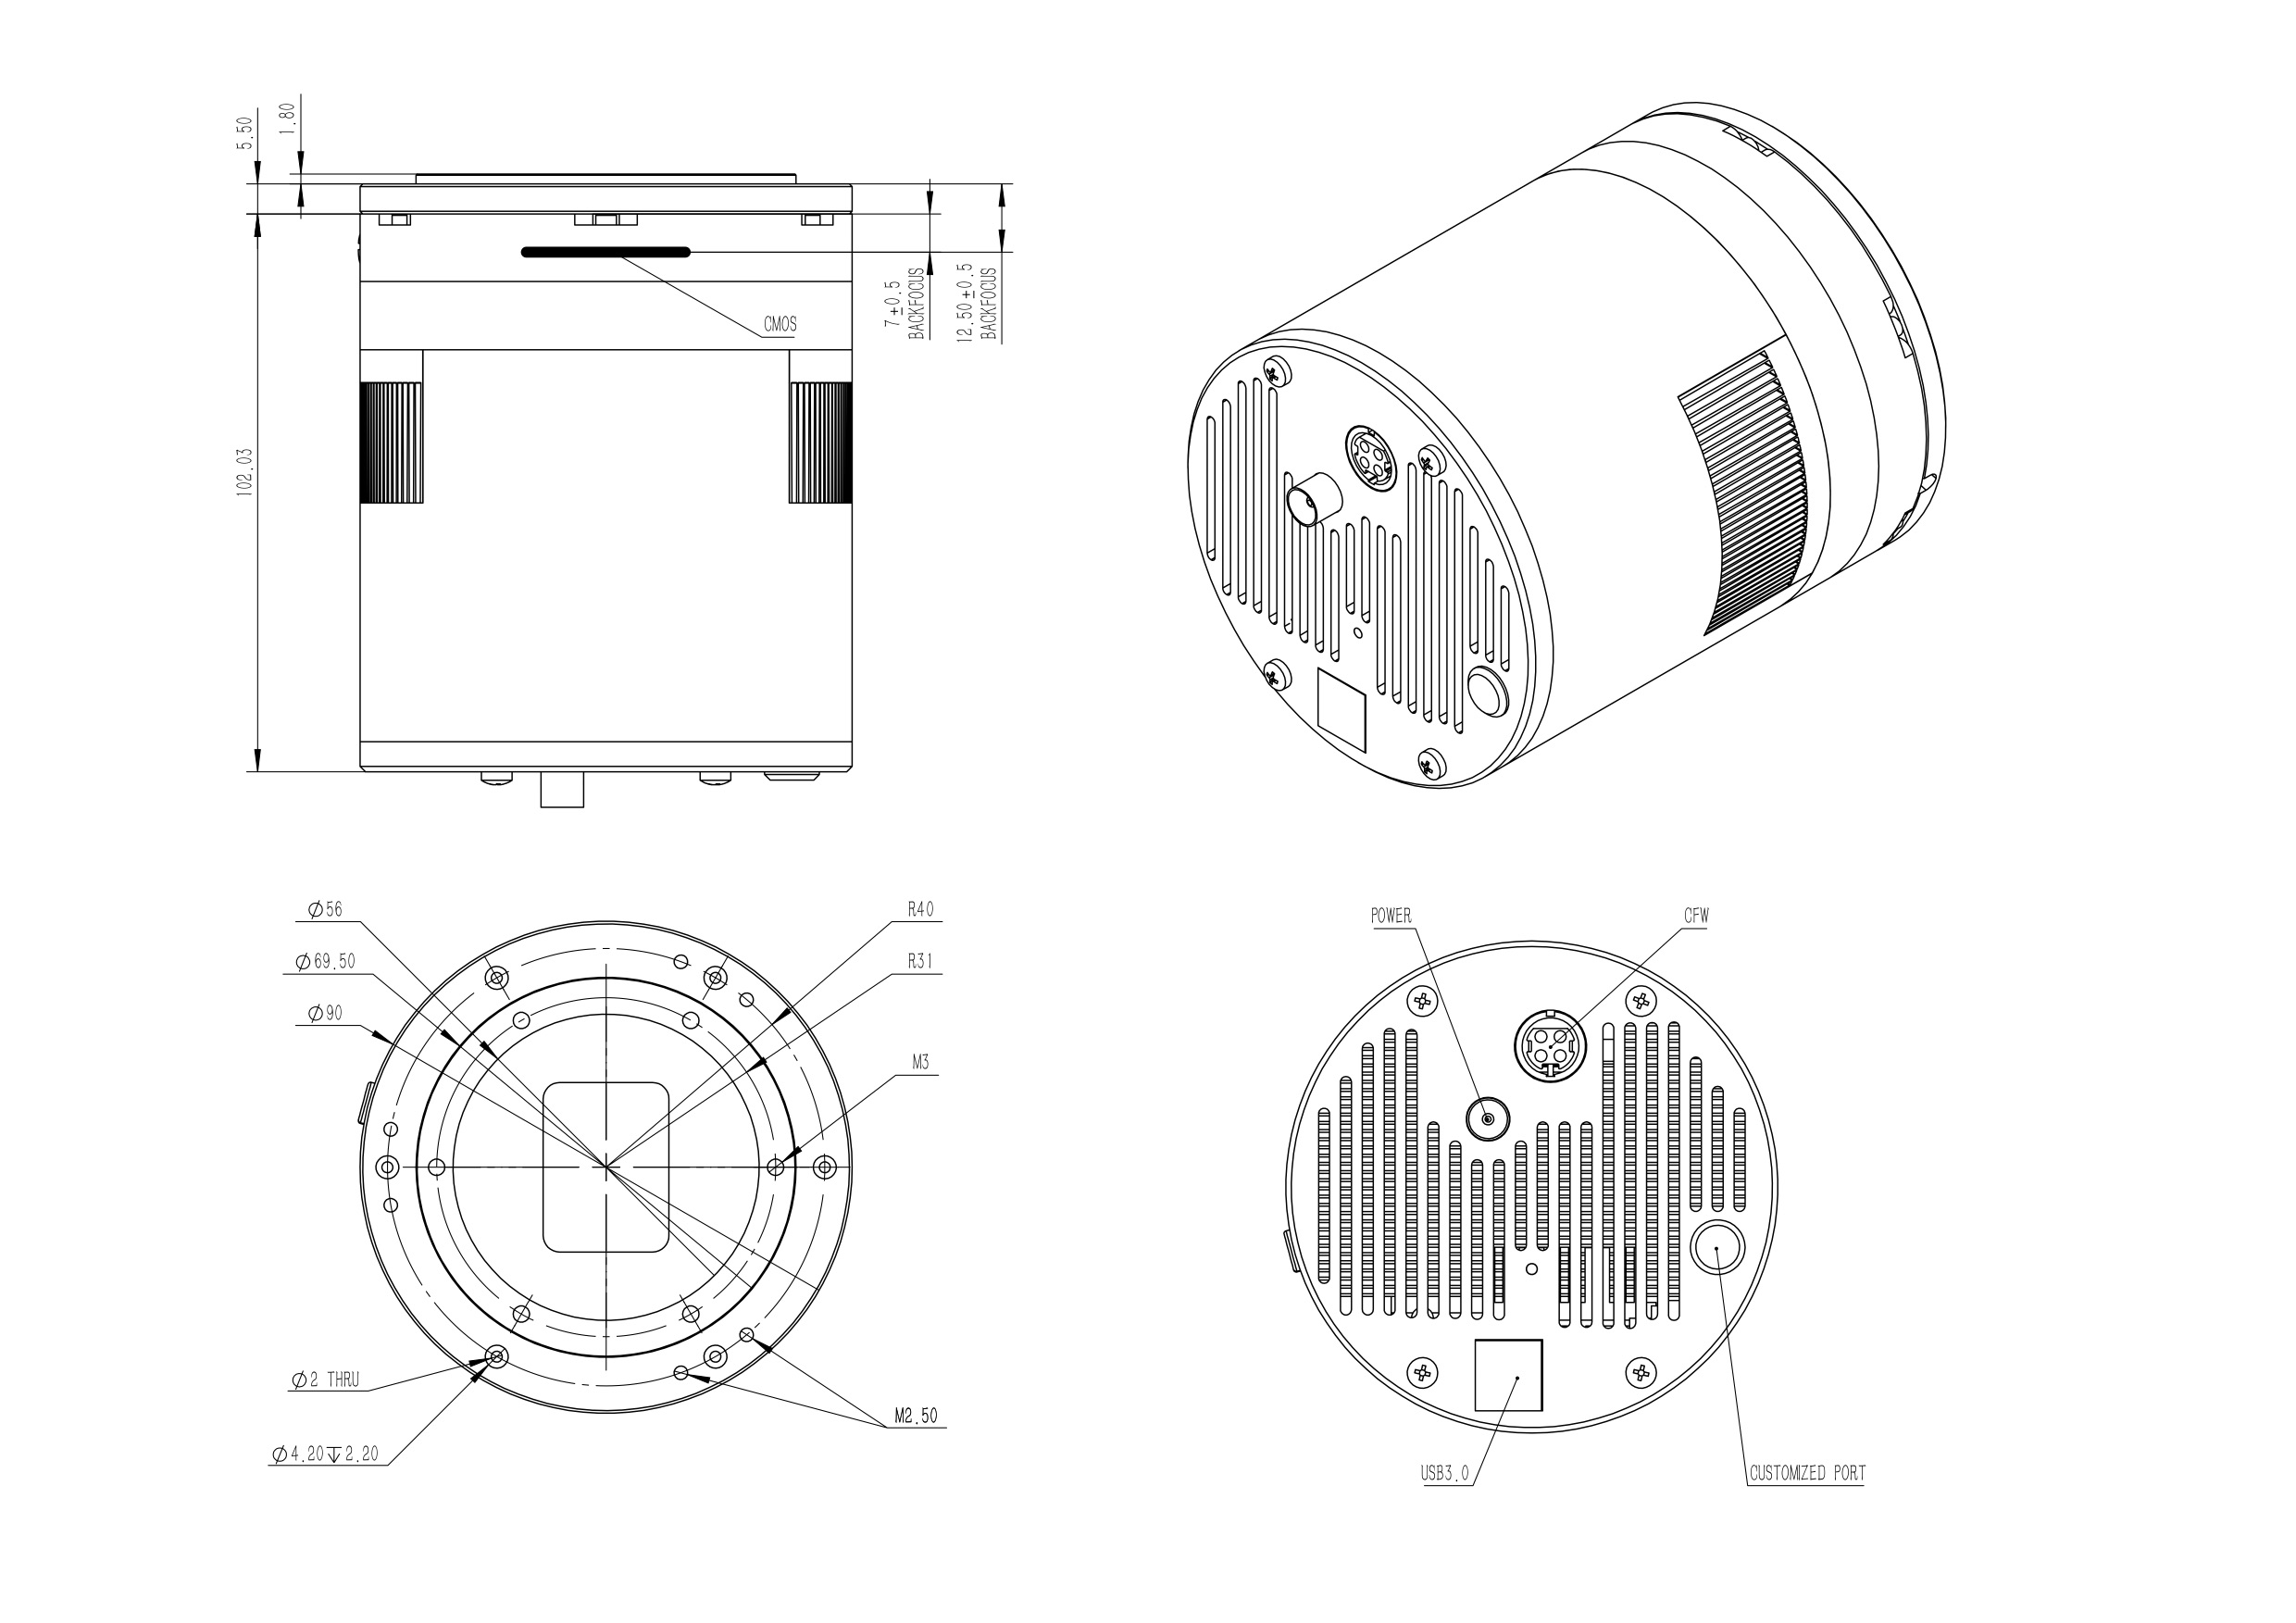 5.50
1.80
102.03
7±0.5
BACKFOCUS
12.50±0.5
BACKFOCUS
CMOS
Ø56
Ø69.50
Ø90
R40
R31
M3
Ø2 THRU
Ø4.20↧2.20
M2.50
POWER
CFW
USB3.0
CUSTOMIZED PORT